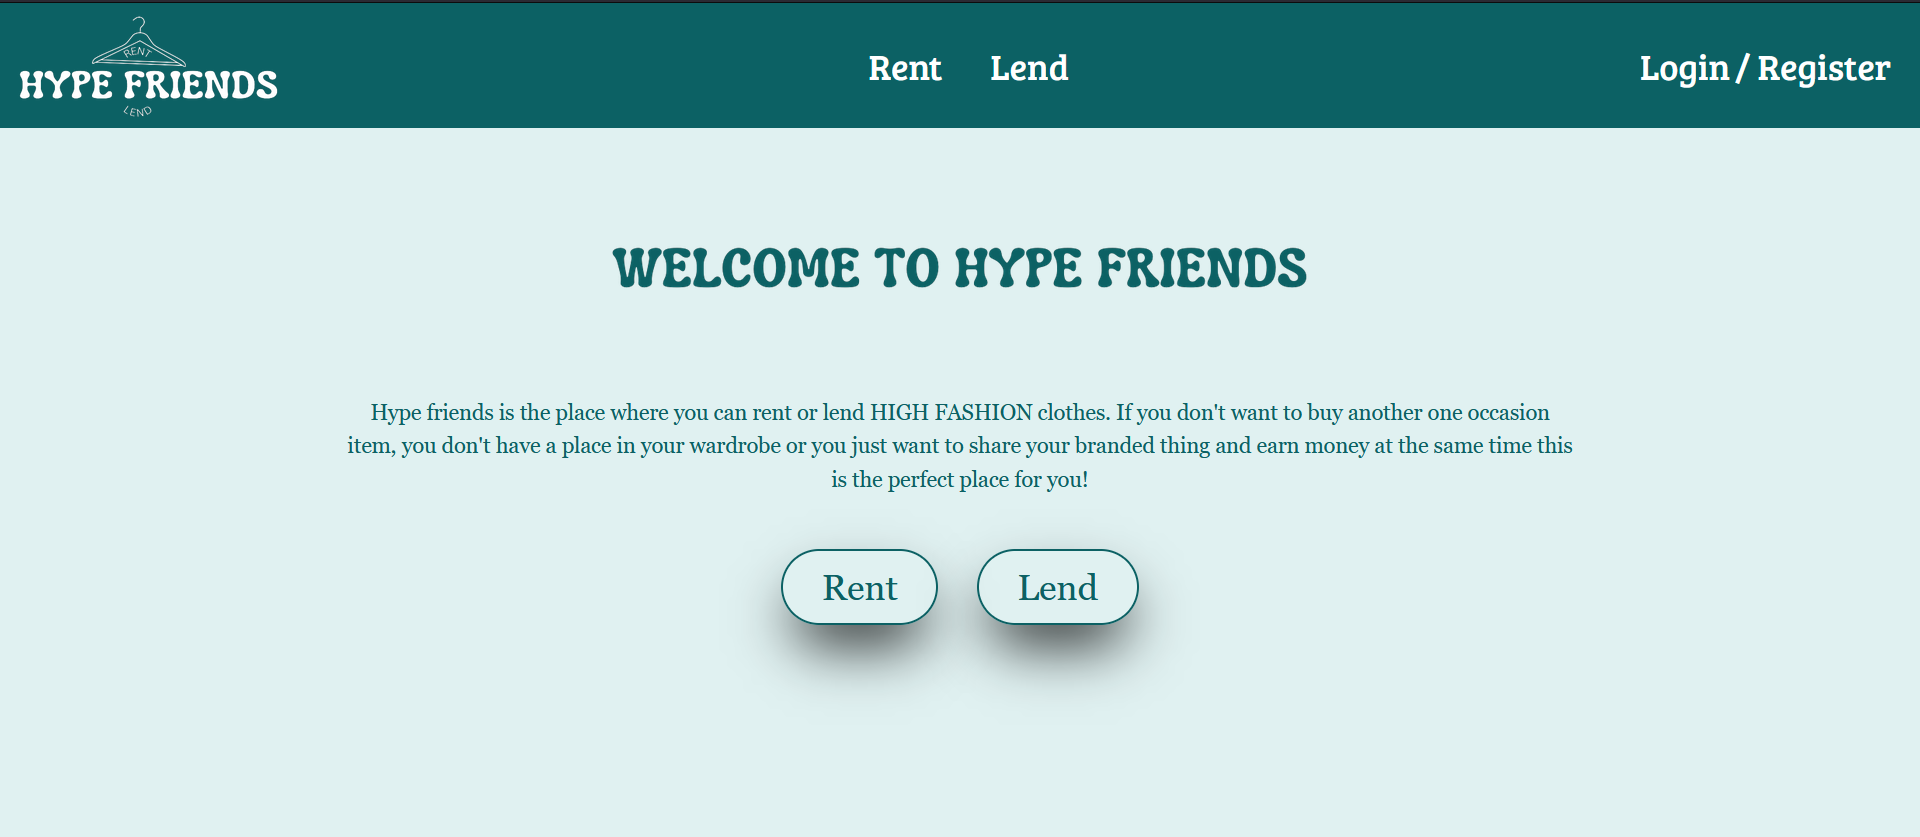 RENT
HYPE FRIENDS
LEND
Rent Lend
Login / Register
WELCOME TO HYPE FRIENDS
Hype friends is the place where you can rent or lend HIGH FASHION clothes. If you don't want to buy another one occasion
item, you don't have a place in your wardrobe or you just want to share your branded thing and earn money at the same time this
is the perfect place for you!
Rent Lend